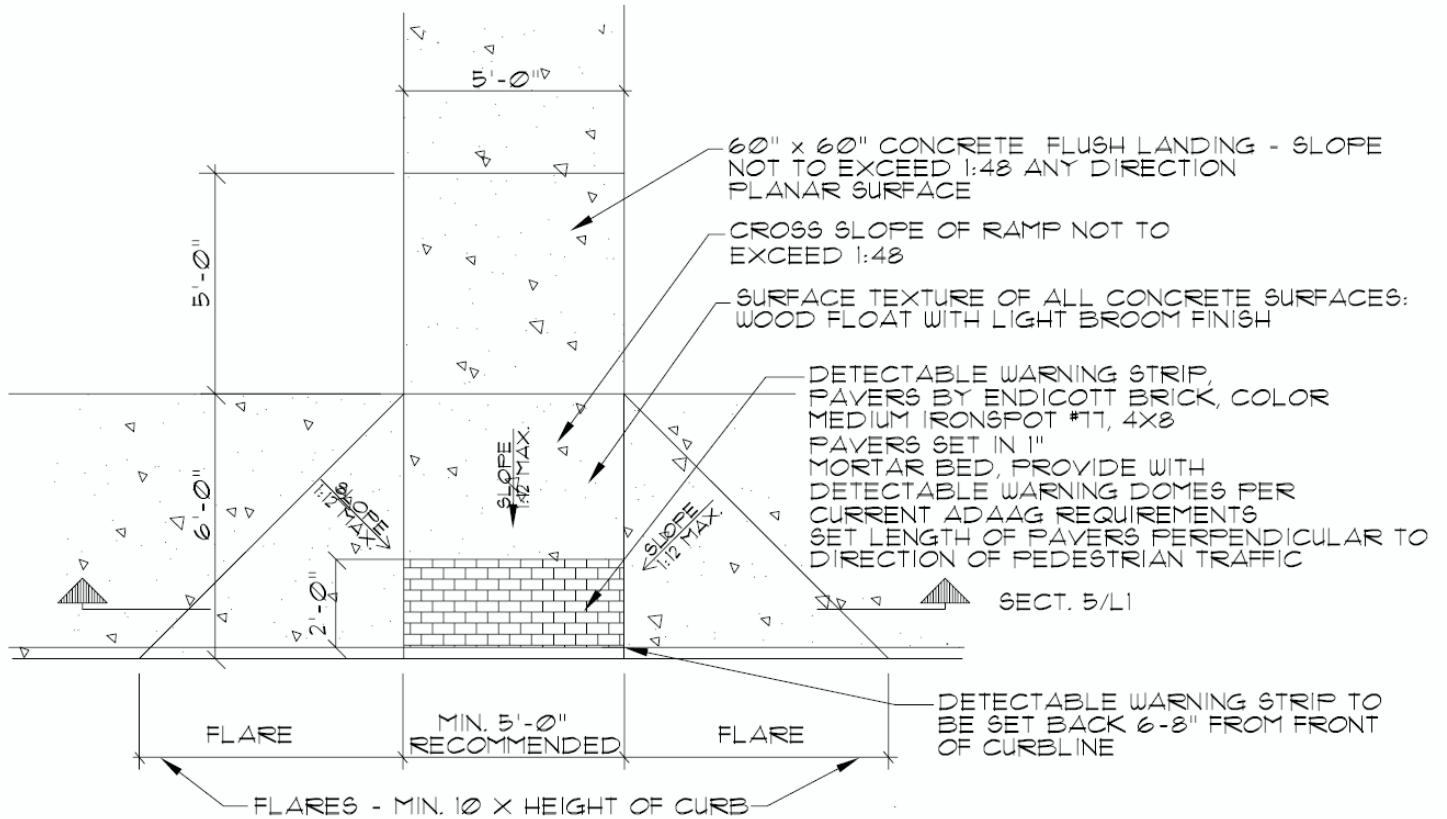 5'-0"
60" x 60" CONCRETE FLUSH LANDING - SLOPE
NOT TO EXCEED 1:48 ANY DIRECTION
PLANAR SURFACE
CROSS SLOPE OF RAMP NOT TO
EXCEED 1:48
5'-0"
SURFACE TEXTURE OF ALL CONCRETE SURFACES:
WOOD FLOAT WITH LIGHT BROOM FINISH
DETECTABLE WARNING STRIP,
PAVERS BY ENDICOTT BRICK, COLOR
MEDIUM IRONSPOT #77, 4X8
PAVERS SET IN 1"
MORTAR BED, PROVIDE WITH
DETECTABLE WARNING DOMES PER
CURRENT ADAAG REQUIREMENTS
SET LENGTH OF PAVERS PERPENDICULAR TO
DIRECTION OF PEDESTRIAN TRAFFIC
6'-0"
SLOPE
1:12 MAX.
SLOPE
1:12 MAX.
SLOPE
1:12 MAX.
2'-0"
SECT. 5/L1
DETECTABLE WARNING STRIP TO
BE SET BACK 6-8" FROM FRONT
OF CURBLINE
FLARE
MIN. 5'-0"
RECOMMENDED
FLARE
FLARES - MIN. 10 X HEIGHT OF CURB